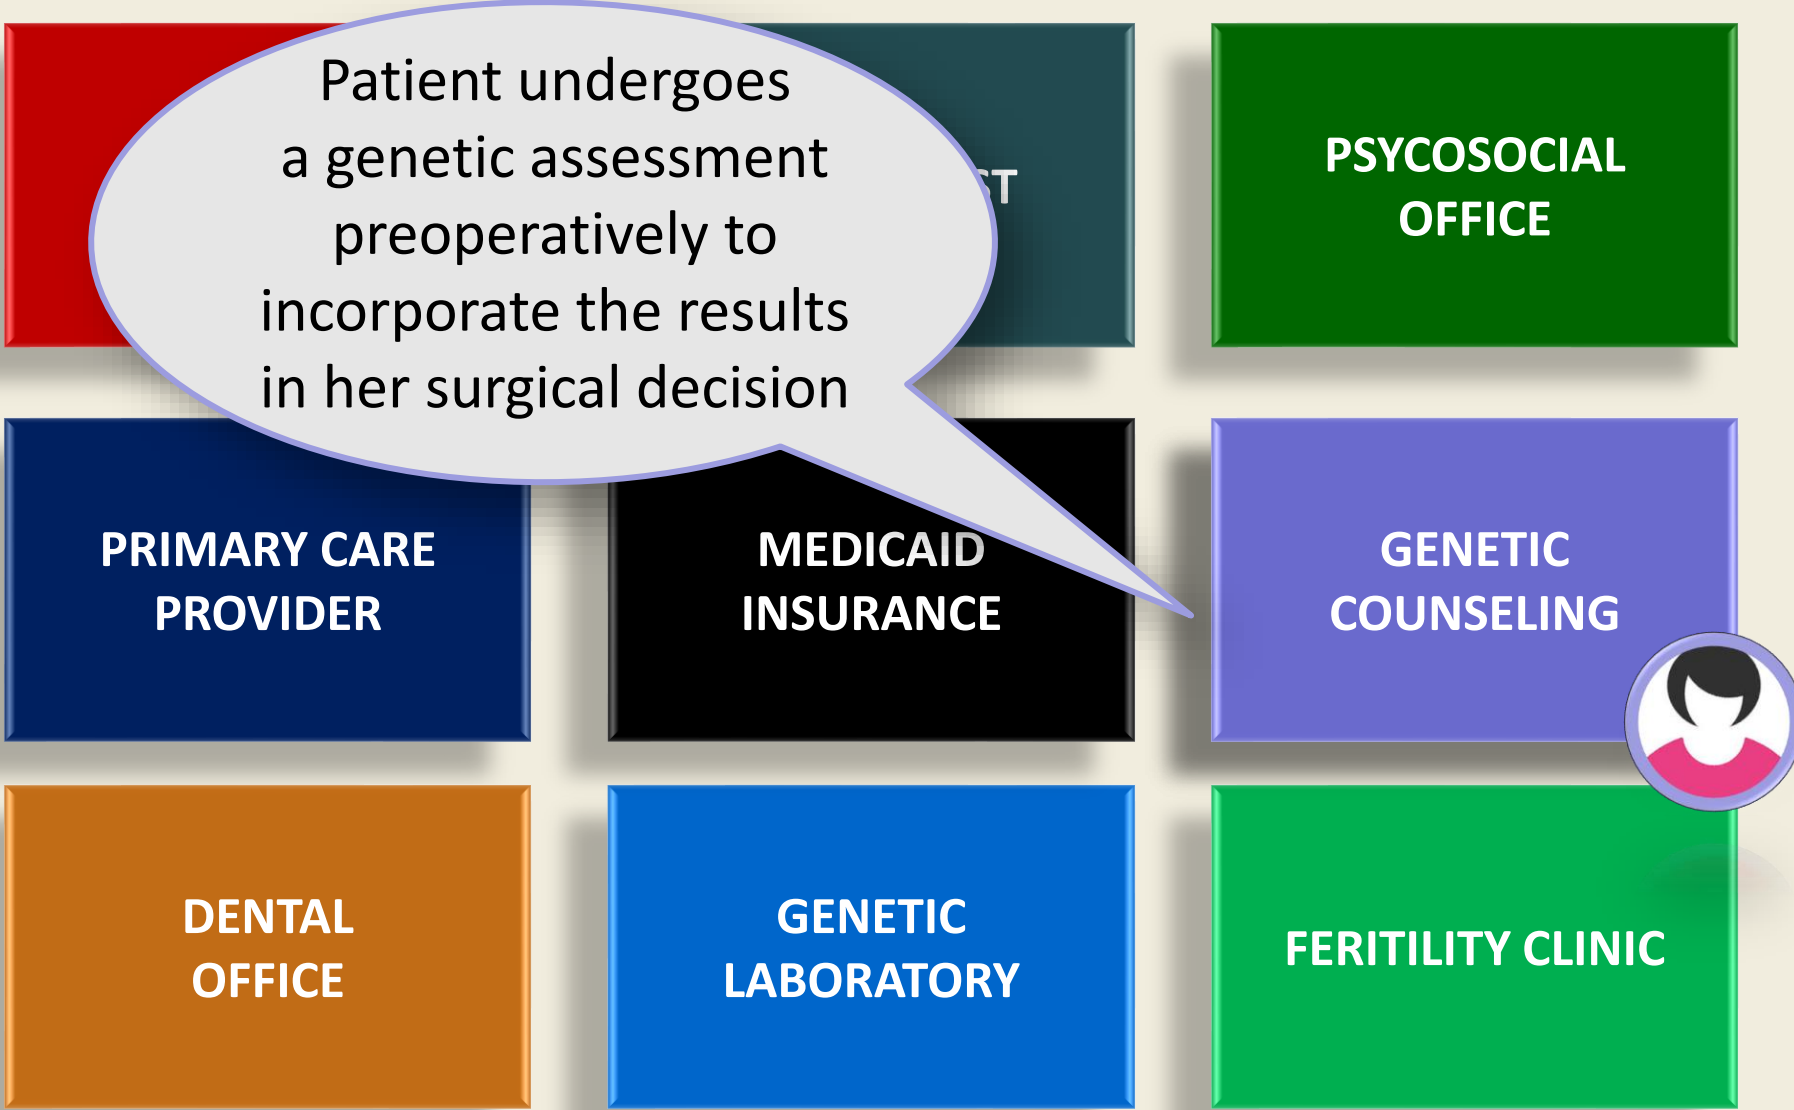 Patient undergoes
a genetic assessment
preoperatively to
incorporate the results
in her surgical decision
PSYCOSOCIAL
OFFICE
PRIMARY CARE
PROVIDER
MEDICAID
INSURANCE
GENETIC
COUNSELING
DENTAL
OFFICE
GENETIC
LABORATORY
FERITILITY CLINIC